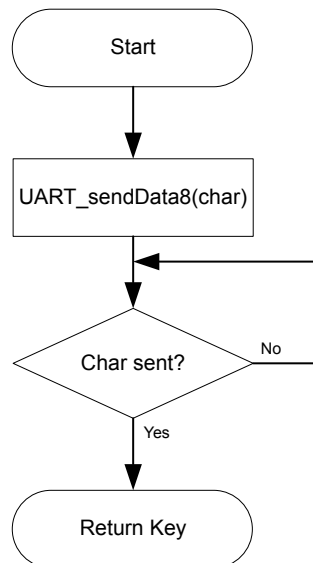 Start
UART_sendData8(char)
Char sent?
No
Yes
Return Key